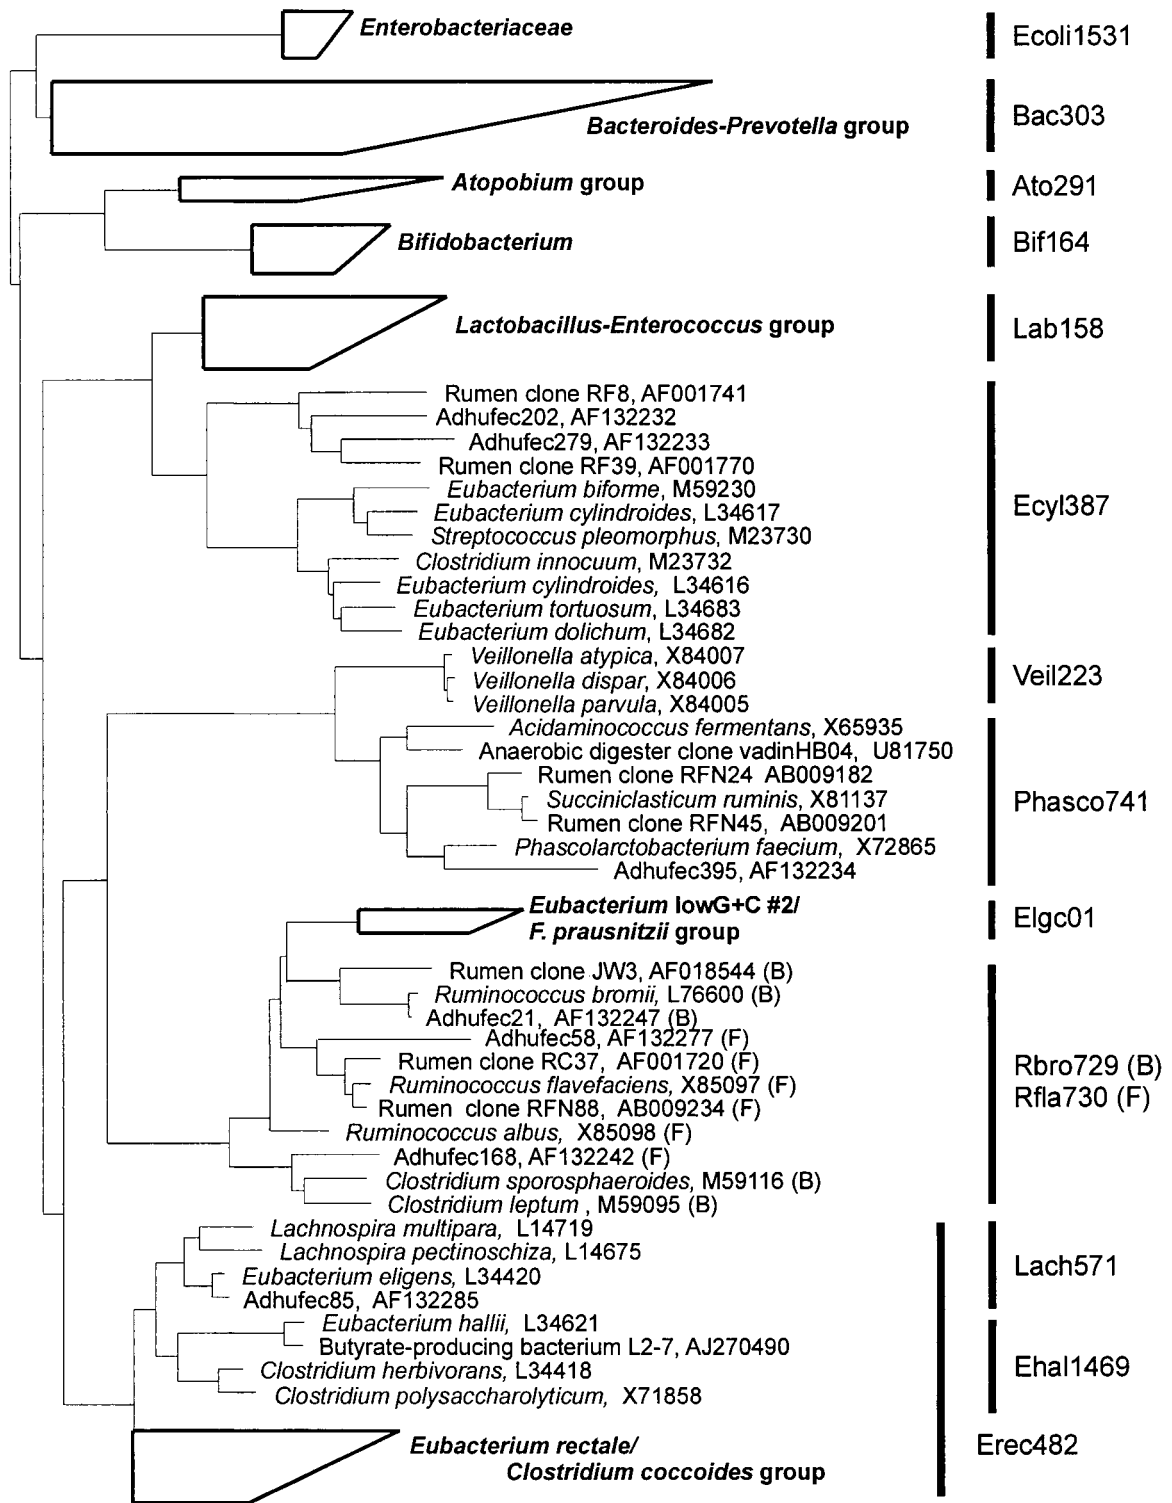 Enterobacteriaceae
Ecoli1531
Bacteroides-Prevotella group
Bac303
Atopobium group
Ato291
Bifidobacterium
Bif164
Lactobacillus-Enterococcus group
Lab158
Rumen clone RF8, AF001741
Adhufec202, AF132232
Adhufec279, AF132233
Rumen clone RF39, AF001770
Eubacterium biforme, M59230
Eubacterium cylindroides, L34617
Streptococcus pleomorphus, M23730
Clostridium innocuum, M23732
Eubacterium cylindroides, L34616
Eubacterium tortuosum, L34683
Eubacterium dolichum, L34682
Ecyl387
Veillonella atypica, X84007
Veillonella dispar, X84006
Veillonella parvula, X84005
Veil223
Acidaminococcus fermentans, X65935
Anaerobic digester clone vadinHB04, U81750
Rumen clone RFN24 AB009182
Succiniclasticum ruminis, X81137
Rumen clone RFN45, AB009201
Phascolarctobacterium faecium, X72865
Adhufec395, AF132234
Phasco741
Eubacterium lowG+C #2/
F. prausnitzii group
Elgc01
Rumen clone JW3, AF018544 (B)
Ruminococcus bromii, L76600 (B)
Adhufec21, AF132247 (B)
Adhufec58, AF132277 (F)
Rumen clone RC37, AF001720 (F)
Ruminococcus flavefaciens, X85097 (F)
Rumen clone RFN88, AB009234 (F)
Ruminococcus albus, X85098 (F)
Adhufec168, AF132242 (F)
Clostridium sporosphaeroides, M59116 (B)
Clostridium leptum , M59095 (B)
Rbro729 (B)
Rfla730 (F)
Lachnospira multipara, L14719
Lachnospira pectinoschiza, L14675
Eubacterium eligens, L34420
Adhufec85, AF132285
Lach571
Eubacterium hallii, L34621
Butyrate-producing bacterium L2-7, AJ270490
Clostridium herbivorans, L34418
Clostridium polysaccharolyticum, X71858
Ehal1469
Eubacterium rectale/
Clostridium coccoides group
Erec482